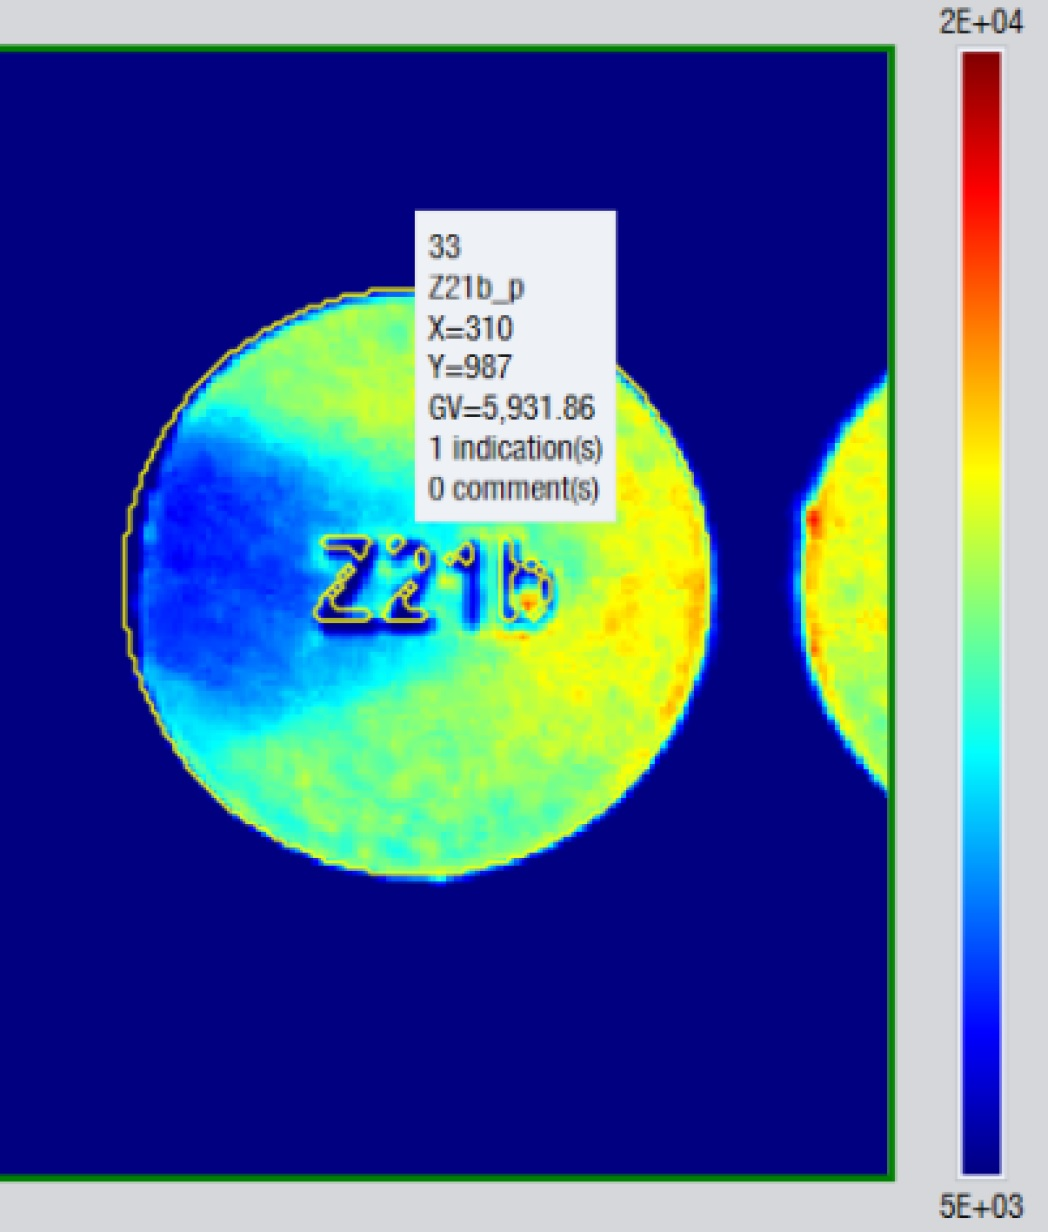 2E+04
33
Z21b_p
X=310
Y=987
GV=5,931.86
1 indication(s)
0 comment(s)
Z21b
5E+03